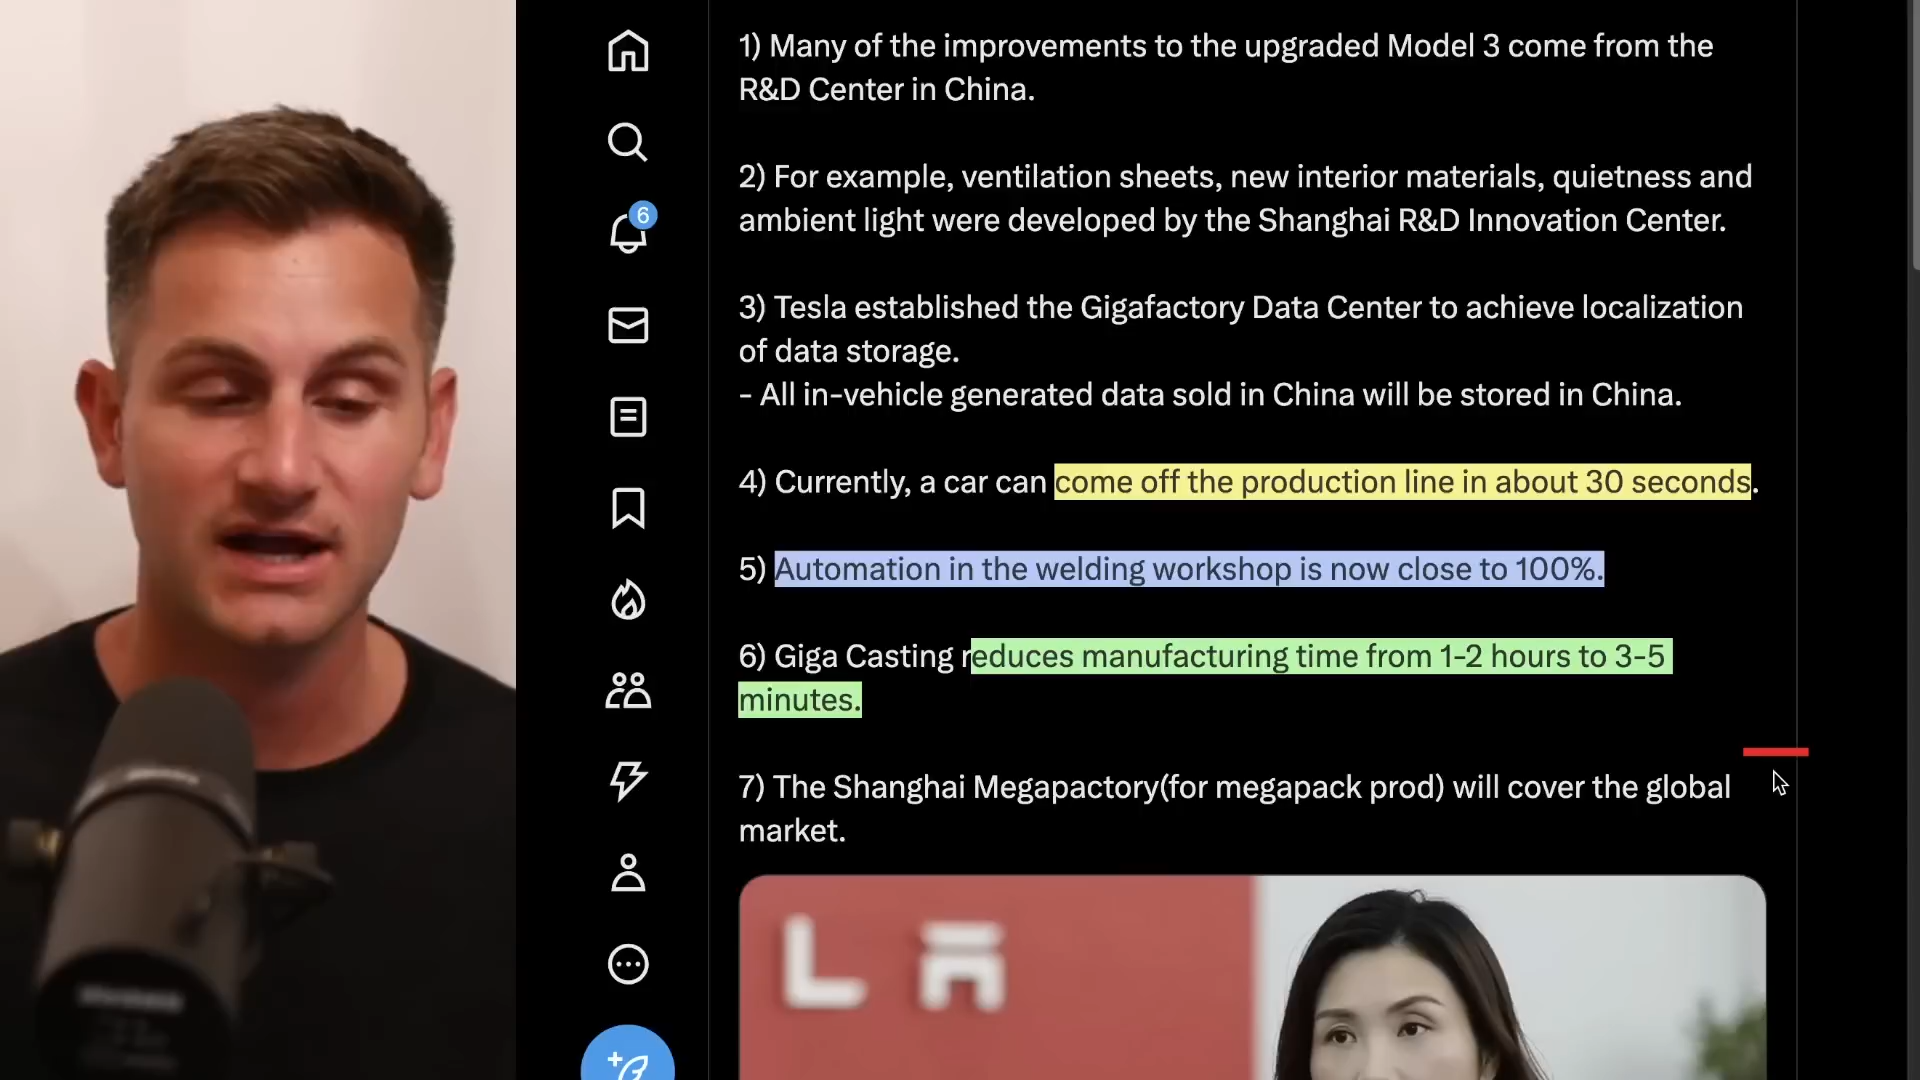 6
1) Many of the improvements to the upgraded Model 3 come from the
R&D Center in China.
2) For example, ventilation sheets, new interior materials, quietness and
ambient light were developed by the Shanghai R&D Innovation Center.
3) Tesla established the Gigafactory Data Center to achieve localization
of data storage.
- All in-vehicle generated data sold in China will be stored in China.
4) Currently, a car can come off the production line in about 30 seconds.
5) Automation in the welding workshop is now close to 100%.
6) Giga Casting reduces manufacturing time from 1-2 hours to 3-5
minutes.
7) The Shanghai Megapactory(for megapack prod) will cover the global
market.
L A